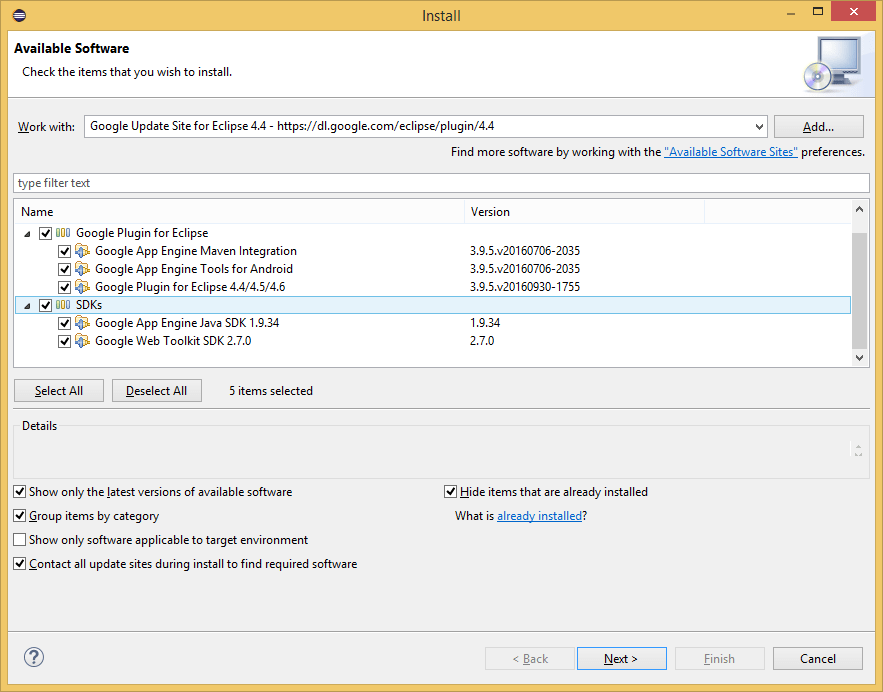 Install
Available Software
Check the items that you wish to install.
Work with: Google Update Site for Eclipse 4.4 - https://dl.google.com/eclipse/plugin/4.4 Add...
Find more software by working with the "Available Software Sites" preferences.
type filter text
Name Version
Google Plugin for Eclipse
Google App Engine Maven Integration 3.9.5.v20160706-2035
Google App Engine Tools for Android 3.9.5.v20160706-2035
Google Plugin for Eclipse 4.4/4.5/4.6 3.9.5.v20160930-1755
SDKs
Google App Engine Java SDK 1.9.34 1.9.34
Google Web Toolkit SDK 2.7.0 2.7.0
Select All Deselect All 5 items selected
Details
Show only the latest versions of available software Hide items that are already installed
Group items by category What is already installed?
Show only software applicable to target environment
Contact all update sites during install to find required software
? < Back Next > Finish Cancel